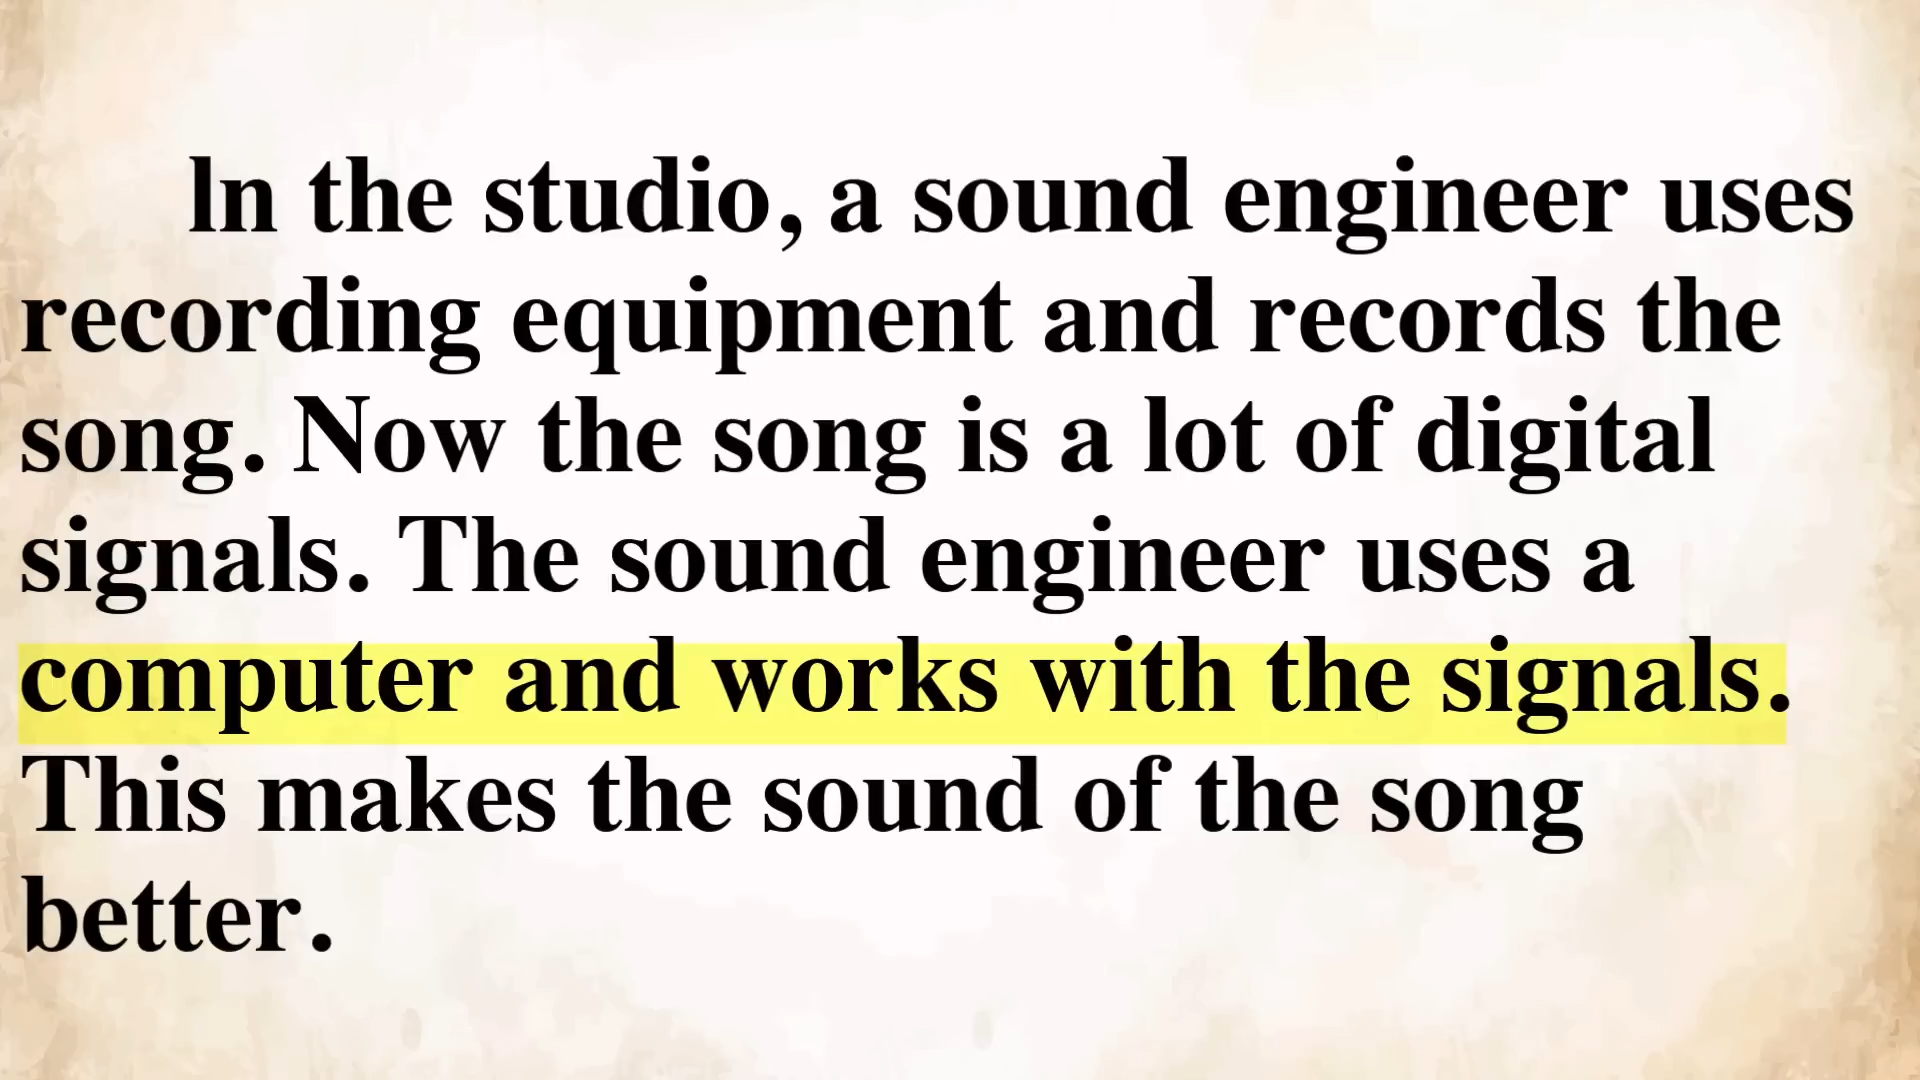 In the studio, a sound engineer uses
recording equipment and records the
song. Now the song is a lot of digital
signals. The sound engineer uses a
computer and works with the signals.
This makes the sound of the song
better.